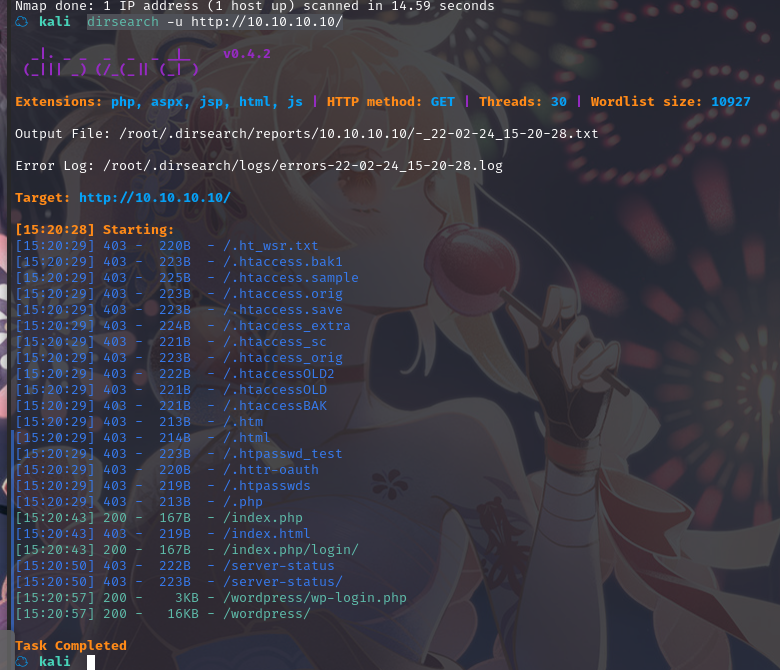 Nmap done: 1 IP address (1 host up) scanned in 14.59 seconds
kali dirsearch -u http://10.10.10.10/
v0.4.2
Extensions: php, aspx, jsp, html, js | HTTP method: GET | Threads: 30 | Wordlist size: 10927
Output File: /root/.dirsearch/reports/10.10.10.10/-_22-02-24_15-20-28.txt
Error Log: /root/.dirsearch/logs/errors-22-02-24_15-20-28.log
Target: http://10.10.10.10/
[15:20:28] Starting:
[15:20:29] 403 - 220B - /.ht_wsr.txt
[15:20:29] 403 - 223B - /.htaccess.bak1
[15:20:29] 403 - 225B - /.htaccess.sample
[15:20:29] 403 - 223B - /.htaccess.orig
[15:20:29] 403 - 223B - /.htaccess.save
[15:20:29] 403 - 224B - /.htaccess_extra
[15:20:29] 403 - 221B - /.htaccess_sc
[15:20:29] 403 - 223B - /.htaccess_orig
[15:20:29] 403 - 222B - /.htaccessOLD2
[15:20:29] 403 - 221B - /.htaccessOLD
[15:20:29] 403 - 221B - /.htaccessBAK
[15:20:29] 403 - 213B - /.htm
[15:20:29] 403 - 214B - /.html
[15:20:29] 403 - 223B - /.htpasswd_test
[15:20:29] 403 - 220B - /.httr-oauth
[15:20:29] 403 - 219B - /.htpasswds
[15:20:29] 403 - 213B - /.php
[15:20:43] 200 - 167B - /index.php
[15:20:43] 403 - 219B - /index.html
[15:20:43] 200 - 167B - /index.php/login/
[15:20:50] 403 - 222B - /server-status
[15:20:50] 403 - 223B - /server-status/
[15:20:57] 200 - 3KB - /wordpress/wp-login.php
[15:20:57] 200 - 16KB - /wordpress/
Task Completed
kali